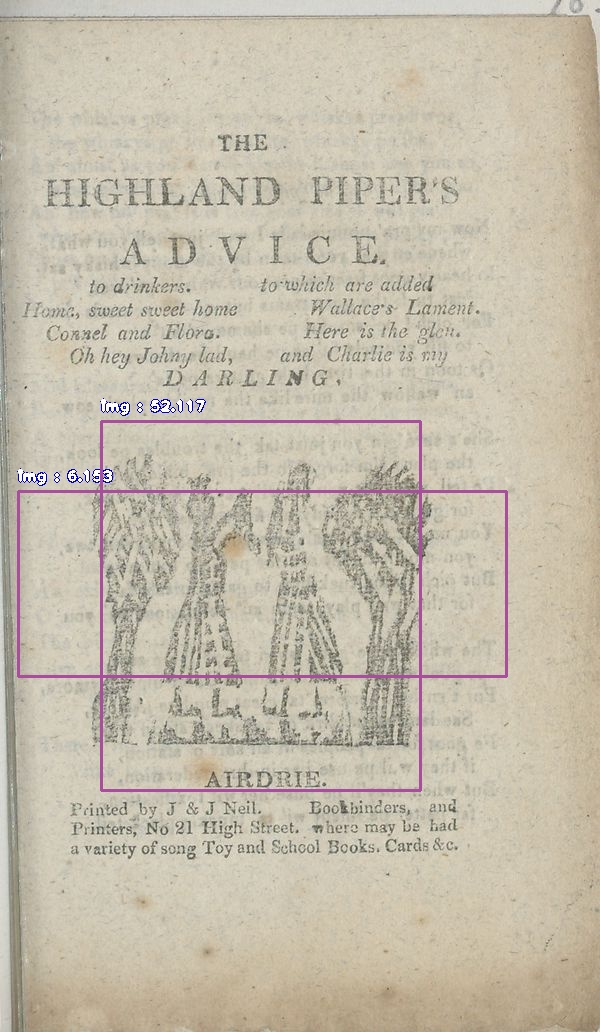 THE
HIGHLAND PIPER'S
ADVICE.
to drinkers. to which are added
Home, sweet sweet home Wallace's Lament.
Connel and Flora. Here is the glen.
Oh hey Johny lad, and Charlie is my
DARLING.
img : 52.117
img : 6.153
AIRDRIE.
Printed by J & J Neil. Bookbinders, and
Printers, No 21 High Street. where may be had
a variety of song Toy and School Books. Cards &c.